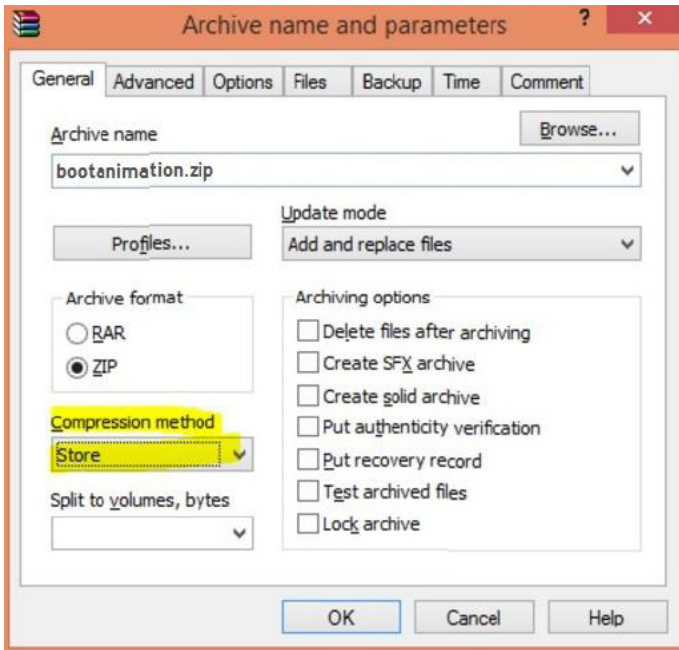 Archive name and parameters
?
General Advanced Options Files Backup Time Comment
Archive name
Browse...
bootanimation.zip
Profiles...
Update mode
Add and replace files
Archive format
RAR
ZIP
Compression method
Store
Split to volumes, bytes
Archiving options
Delete files after archiving
Create SFX archive
Create solid archive
Put authenticity verification
Put recovery record
Test archived files
Lock archive
OK Cancel Help